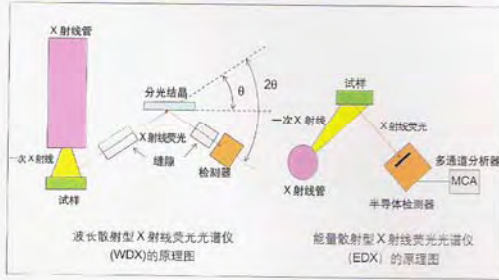 X射线管
一次X射线
试样
分光结晶
θ
2θ
X射线荧光
缝隙
检测器
波长散射型X射线荧光光谱仪
(WDX)的原理图
试样
一次X射线
X射线荧光
X射线管
多通道分析器
MCA
半导体检测器
能量散射型X射线荧光光谱仪
(EDX)的原理图